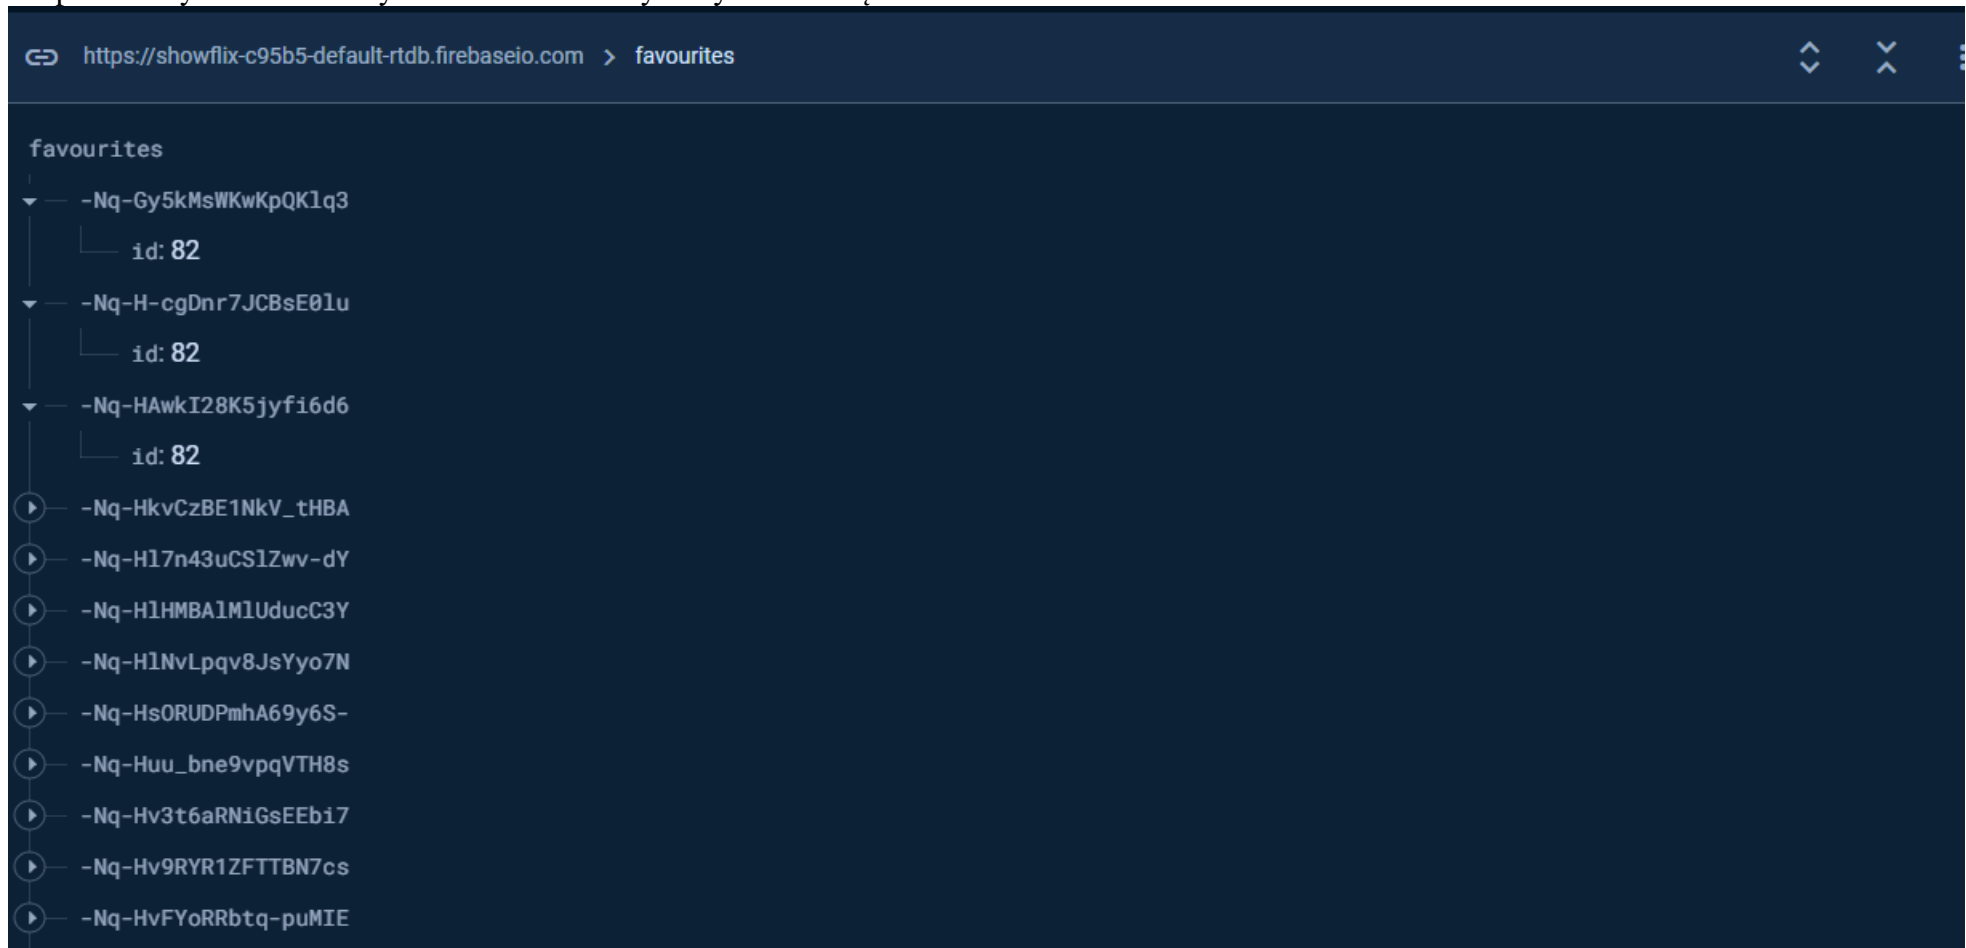 https://showflix-c95b5-default-rtdb.firebaseio.com > favourites
favourites
-Nq-Gy5kMsWKwKpQKlq3
id: 82
-Nq-H-cgDnr7JCBsE0lu
id: 82
-Nq-HAwkI28K5jyfi6d6
id: 82
-Nq-HkvCzBE1NkV_tHBA
-Nq-Hl7n43uCSlZwv-dY
-Nq-HlHMBAlMlUducC3Y
-Nq-HlNvLpqv8JsYyo7N
-Nq-HsORUDPmhA69y6S-
-Nq-Huu_bne9vpqVTH8s
-Nq-Hv3t6aRNiGsEEbi7
-Nq-Hv9RYR1ZFTTBN7cs
-Nq-HvFYoRRbtq-puMIE